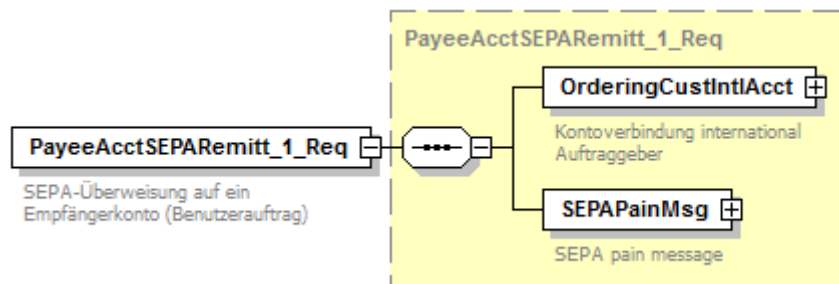 PayeeAcctSEPARemitt_1_Req
OrderingCustIntlAcct
Kontoverbindung international
Auftraggeber
PayeeAcctSEPARemitt_1_Req
SEPA-Überweisung auf ein
Empfängerkonto (Benutzerauftrag)
SEPAPainMsg
SEPA pain message